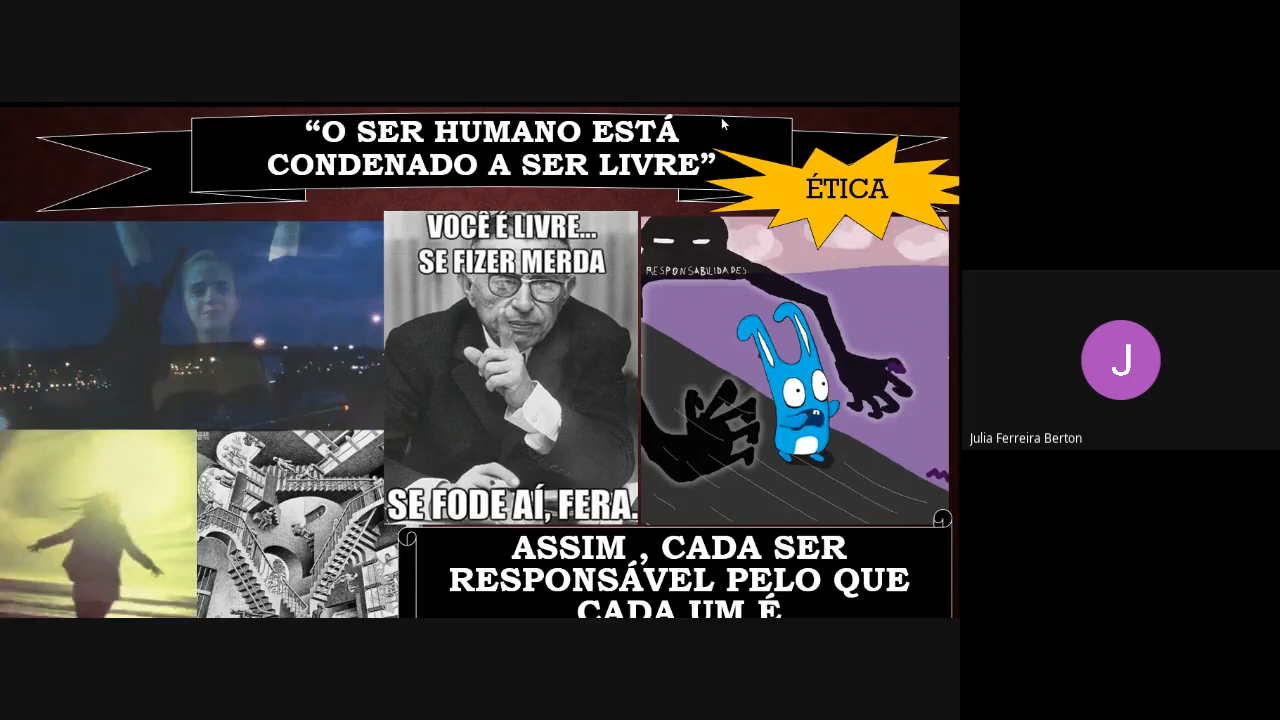 “O SER HUMANO ESTÁ
CONDENADO A SER LIVRE”
ÉTICA
VOCÊ É LIVRE...
SE FIZER MERDA
SE FODE AÍ, FERA.
RESPONSABILIDADES
ASSIM , CADA SER
RESPONSÁVEL PELO QUE
CADA UM É
J
Julia Ferreira Berton